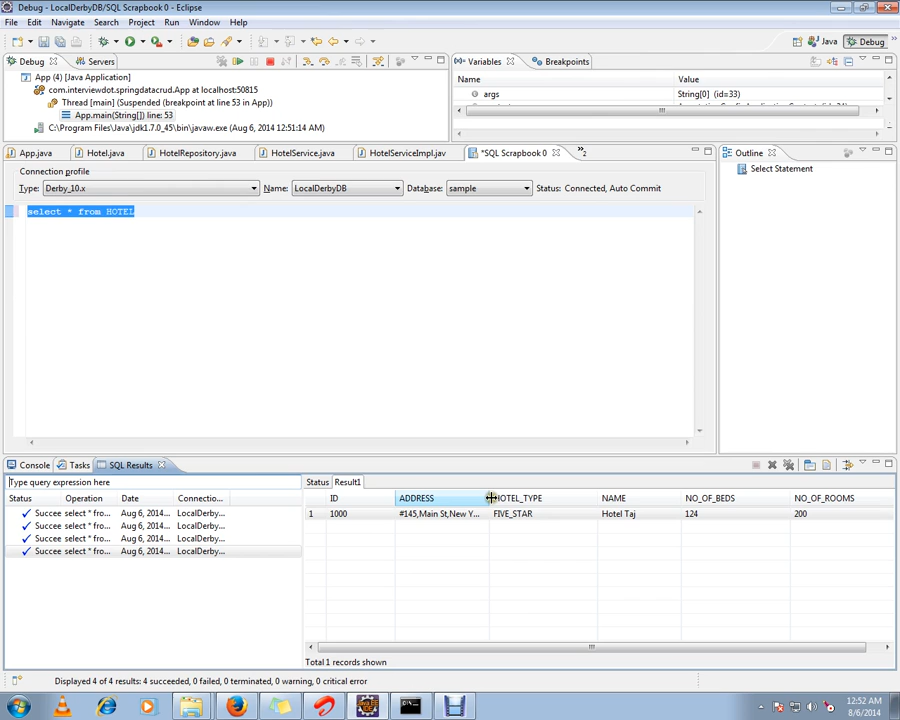 Debug - LocalDerbyDB/SQL Scrapbook 0 - Eclipse
File Edit Navigate Search Project Run Window Help
Java Debug
Debug Servers
App (4) [Java Application]
com.interviewdot.springdatacrud.App at localhost:50815
Thread [main] (Suspended (breakpoint at line 53 in App))
App.main(String[]) line: 53
C:\Program Files\Java\jdk1.7.0_45\bin\javaw.exe (Aug 6, 2014 12:51:14 AM)
Variables Breakpoints
Name Value
args String[0] (id=33)
App.java Hotel.java HotelRepository.java HotelService.java HotelServiceImpl.jav *SQL Scrapbook 0 »2
Connection profile
Type: Derby_10.x Name: LocalDerbyDB Database: sample Status: Connected, Auto Commit
select * from HOTEL
Outline
Select Statement
Console Tasks SQL Results
Type query expression here
Status Operation Date Connectio...
Succee select * fro... Aug 6, 2014... LocalDerby...
Succee select * fro... Aug 6, 2014... LocalDerby...
Succee select * fro... Aug 6, 2014... LocalDerby...
Succee select * fro... Aug 6, 2014... LocalDerby...
Status Result1
ID ADDRESS HOTEL_TYPE NAME NO_OF_BEDS NO_OF_ROOMS
1 1000 #145,Main St,New Y... FIVE_STAR Hotel Taj 124 200
Total 1 records shown
Displayed 4 of 4 results: 4 succeeded, 0 failed, 0 terminated, 0 warning, 0 critical error
12:52 AM
8/6/2014